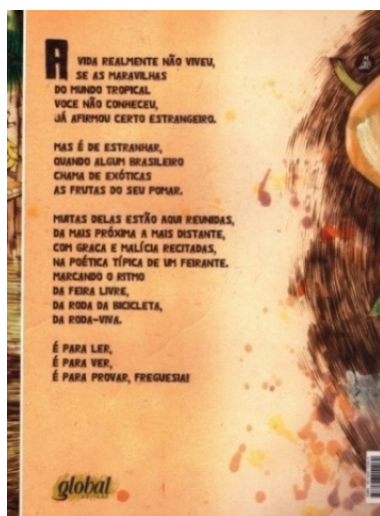 A VIDA REALMENTE NÃO VIVEU,
SE AS MARAVILHAS
DO MUNDO TROPICAL
VOCE NÃO CONHECEU,
JÁ AFIRMOU CERTO ESTRANGEIRO.
MAS É DE ESTRANHAR,
QUANDO ALGUM BRASILEIRO
CHAMA DE EXÓTICAS
AS FRUTAS DO SEU POMAR.
MUITAS DELAS ESTÃO AQUI REUNIDAS,
DA MAIS PRÓXIMA A MAIS DISTANTE,
COM GRACA E MALÍCIA RECITADAS,
NA POÉTICA TÍPICA DE UM FEIRANTE.
MARCANDO O RITMO
DA FEIRA LIVRE,
DA RODA DA BICICLETA,
DA RODA-VIVA.
É PARA LER,
É PARA VER,
É PARA PROVAR, FREGUESIA!
global